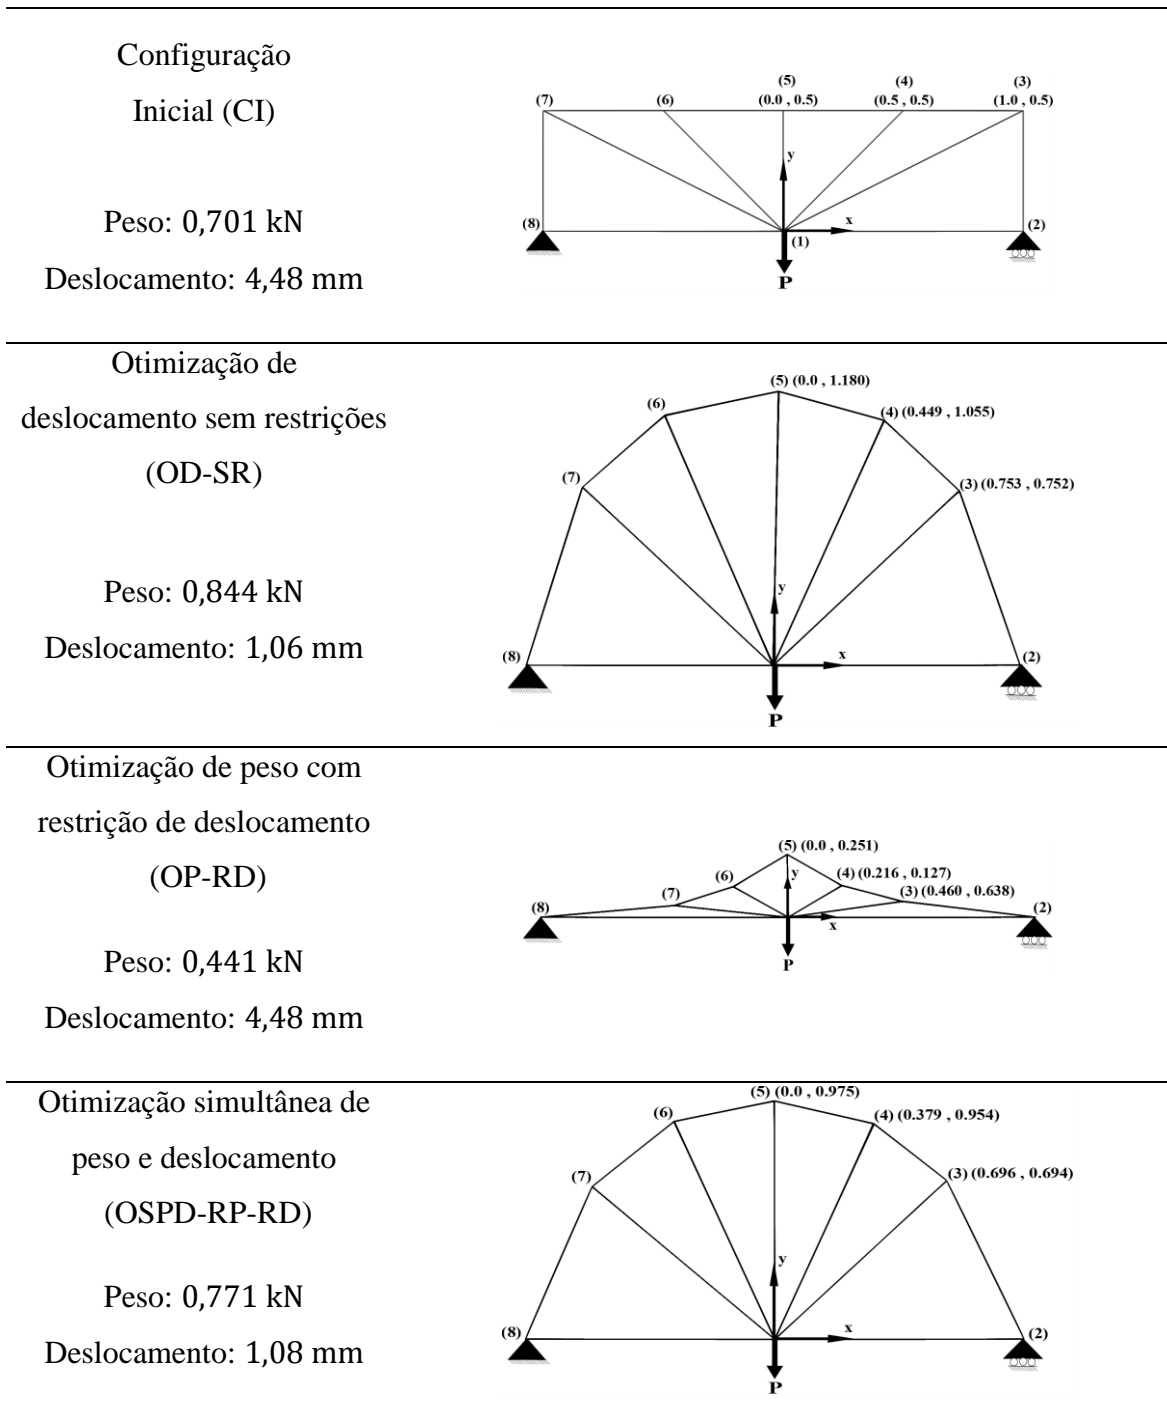 Configuração
Inicial (CI)
Peso: 0,701 kN
Deslocamento: 4,48 mm
(5) (4) (3)
(7) (6) (0.0 , 0.5) (0.5 , 0.5) (1.0 , 0.5)
y
(8) x (2)
(1)
P
Otimização de
deslocamento sem restrições
(OD-SR)
Peso: 0,844 kN
Deslocamento: 1,06 mm
(5) (0.0 , 1.180)
(6) (4) (0.449 , 1.055)
(7) (3) (0.753 , 0.752)
y
(8) x (2)
P
Otimização de peso com
restrição de deslocamento
(OP-RD)
Peso: 0,441 kN
Deslocamento: 4,48 mm
(5) (0.0 , 0.251)
(6) y (4) (0.216 , 0.127)
(7) (3) (0.460 , 0.638)
(8) x (2)
P
Otimização simultânea de
peso e deslocamento
(OSPD-RP-RD)
Peso: 0,771 kN
Deslocamento: 1,08 mm
(5) (0.0 , 0.975)
(6) (4) (0.379 , 0.954)
(7) (3) (0.696 , 0.694)
y
(8) x (2)
P